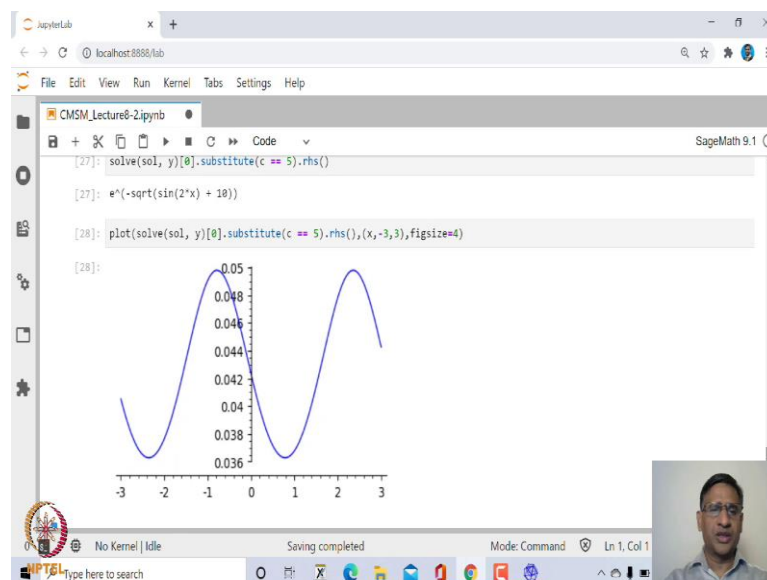 JupyterLab
localhost:8888/lab
File Edit View Run Kernel Tabs Settings Help
CMSM_Lecture8-2.ipynb
Code
SageMath 9.1
[27]: solve(sol, y)[0].substitute(c == 5).rhs()
[27]: e^(-sqrt(sin(2*x) + 10))
[28]: plot(solve(sol, y)[0].substitute(c == 5).rhs(),(x,-3,3),figsize=4)
[28]:
0.05
0.048
0.046
0.044
0.042
0.04
0.038
0.036
-3 -2 -1 0 1 2 3
0 No Kernel | Idle Saving completed Mode: Command Ln 1, Col 1
NPTEL
Type here to search